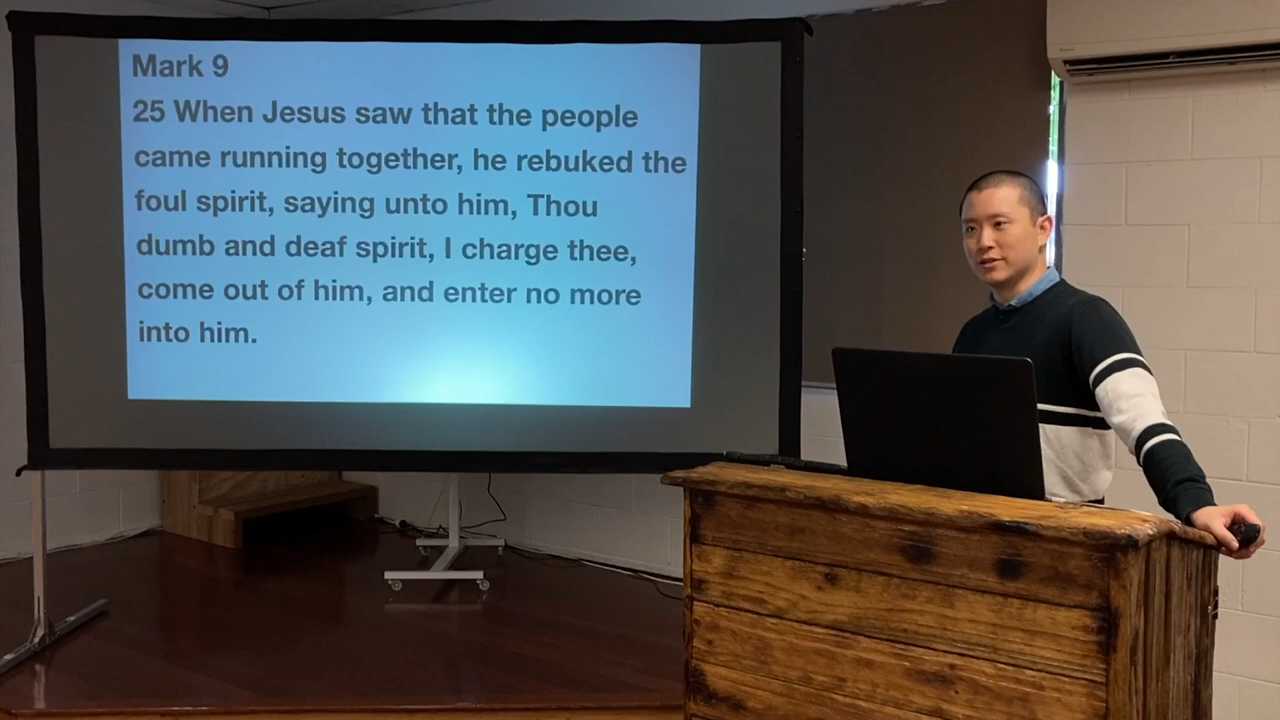 Mark 9
25 When Jesus saw that the people
came running together, he rebuked the
foul spirit, saying unto him, Thou
dumb and deaf spirit, I charge thee,
come out of him, and enter no more
into him.